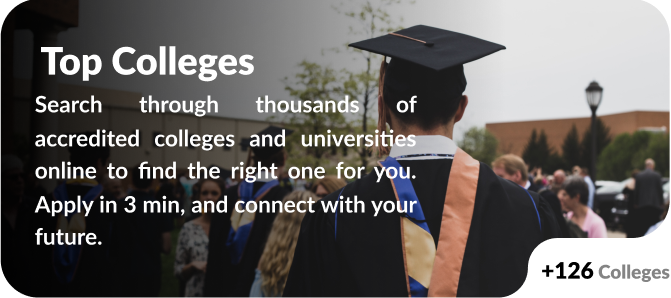 Top Colleges
Search through thousands of
accredited colleges and universities
online to find the right one for you.
Apply in 3 min, and connect with your
future.
+126 Colleges